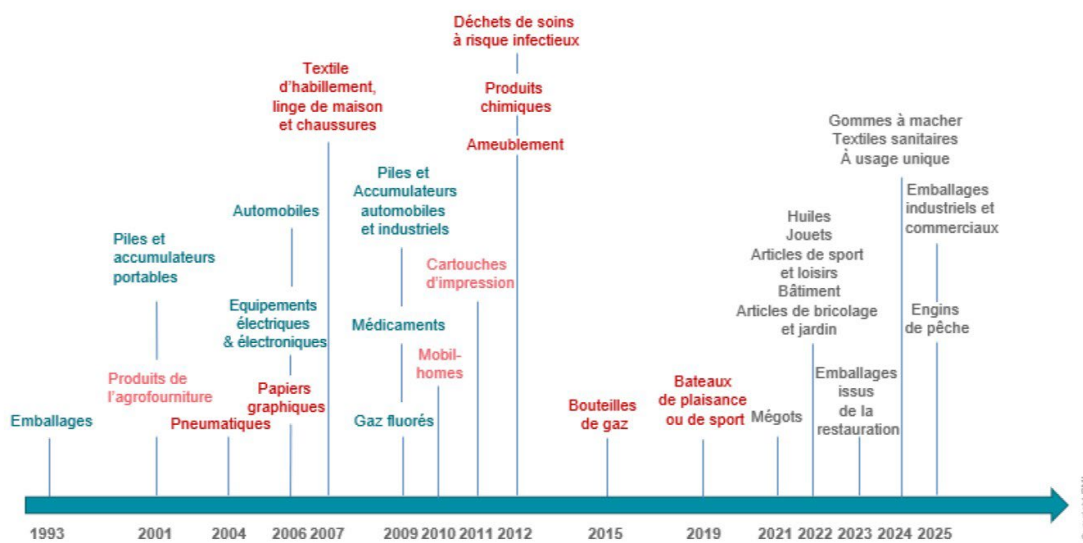 Déchets de soins
à risque infectieux
Textile
d'habillement,
linge de maison
et chaussures
Produits
chimiques
Ameublement
Gommes à macher
Textiles sanitaires
À usage unique
Piles et
Accumulateurs
automobiles
et industriels
Emballages
industriels et
commerciaux
Automobiles
Huiles
Jouets
Articles de sport
et loisirs
Bâtiment
Articles de bricolage
et jardin
Piles et
accumulateurs
portables
Cartouches
d'impression
Equipements
électriques
& électroniques
Médicaments
Engins
de pêche
Mobil-
homes
Produits de
l'agrofourniture
Papiers
graphiques
Bateaux
de plaisance
ou de sport
Emballages
issus
de la
restauration
Emballages
Pneumatiques
Gaz fluorés
Bouteilles
de gaz
Mégots
1993 2001 2004 2006 2007 2009 2010 2011 2012 2015 2019 2021 2022 2023 2024 2025